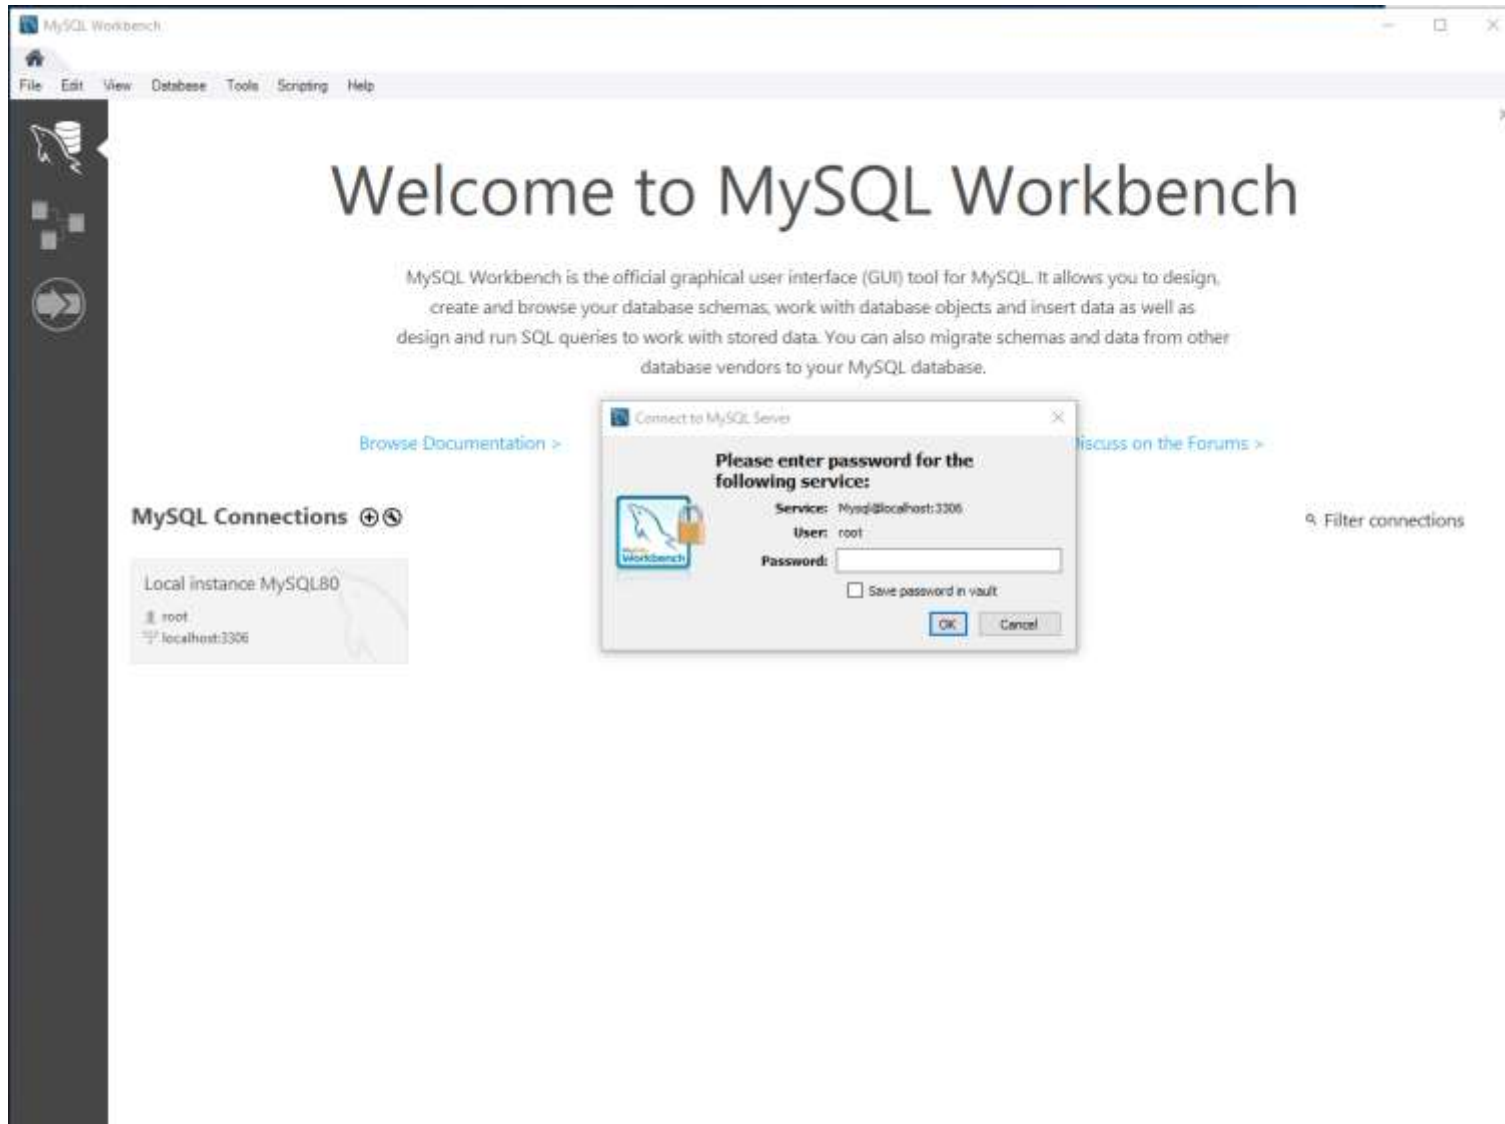 MySQL Workbench
File Edit View Database Tools Scripting Help
Welcome to MySQL Workbench
MySQL Workbench is the official graphical user interface (GUI) tool for MySQL. It allows you to design,
create and browse your database schemas, work with database objects and insert data as well as
design and run SQL queries to work with stored data. You can also migrate schemas and data from other
database vendors to your MySQL database.
Browse Documentation >
Discuss on the Forums >
Connect to MySQL Server
Please enter password for the
following service:
Service: Mysql@localhost:3306
User: root
Password:
Save password in vault
OK Cancel
Workbench
MySQL Connections
Filter connections
Local instance MySQL80
root
localhost:3306